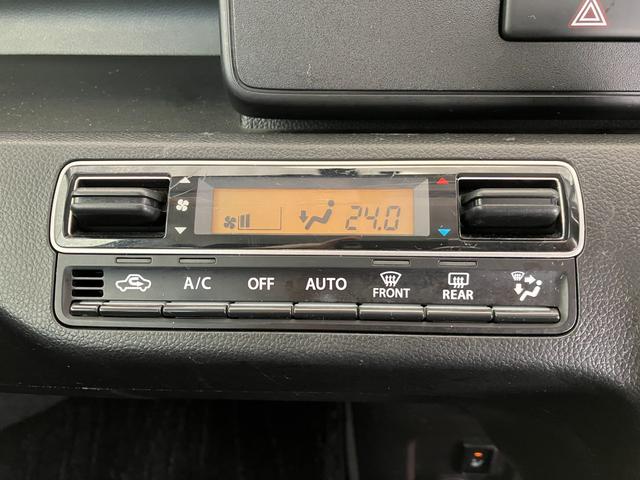 24.0
A/C OFF AUTO FRONT REAR